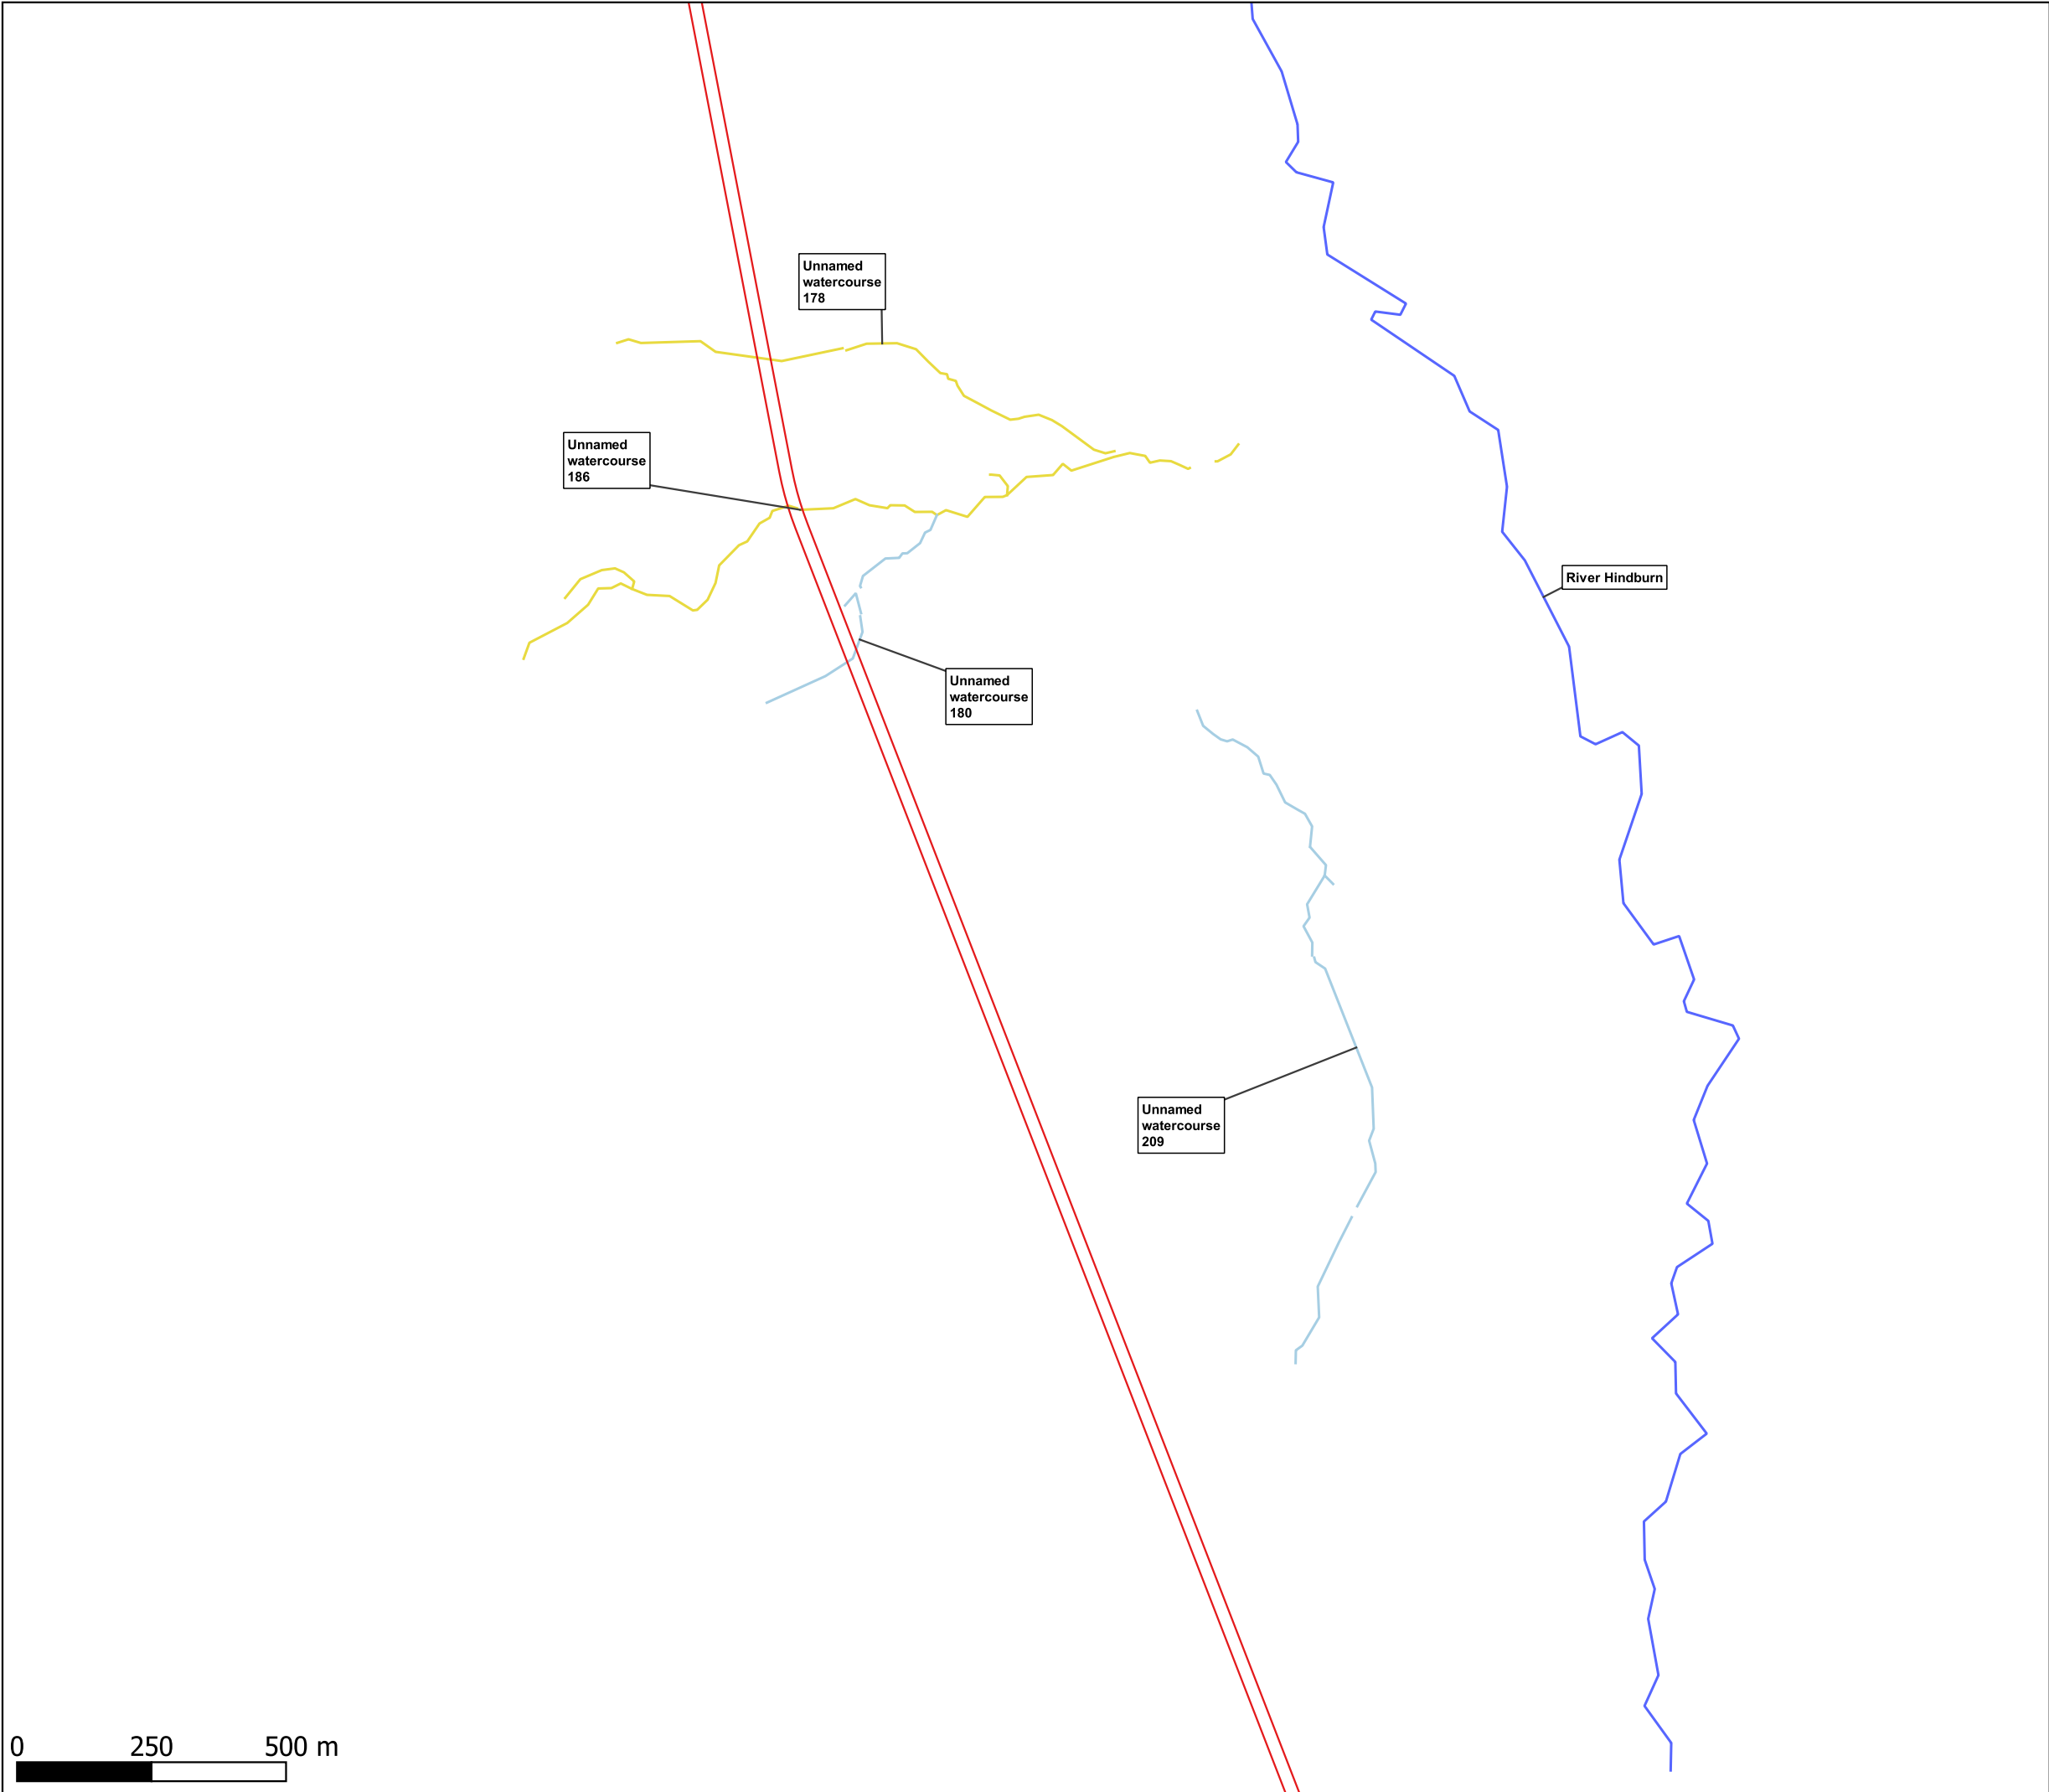 Unnamed
watercourse
178
Unnamed
watercourse
186
River Hindburn
Unnamed
watercourse
180
Unnamed
watercourse
209
0 250 500 m